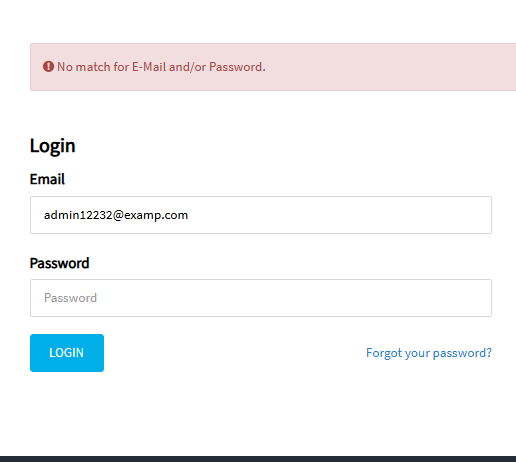 No match for E-Mail and/or Password.
Login
Email
admin12232@examp.com
Password
Password
LOGIN
Forgot your password?